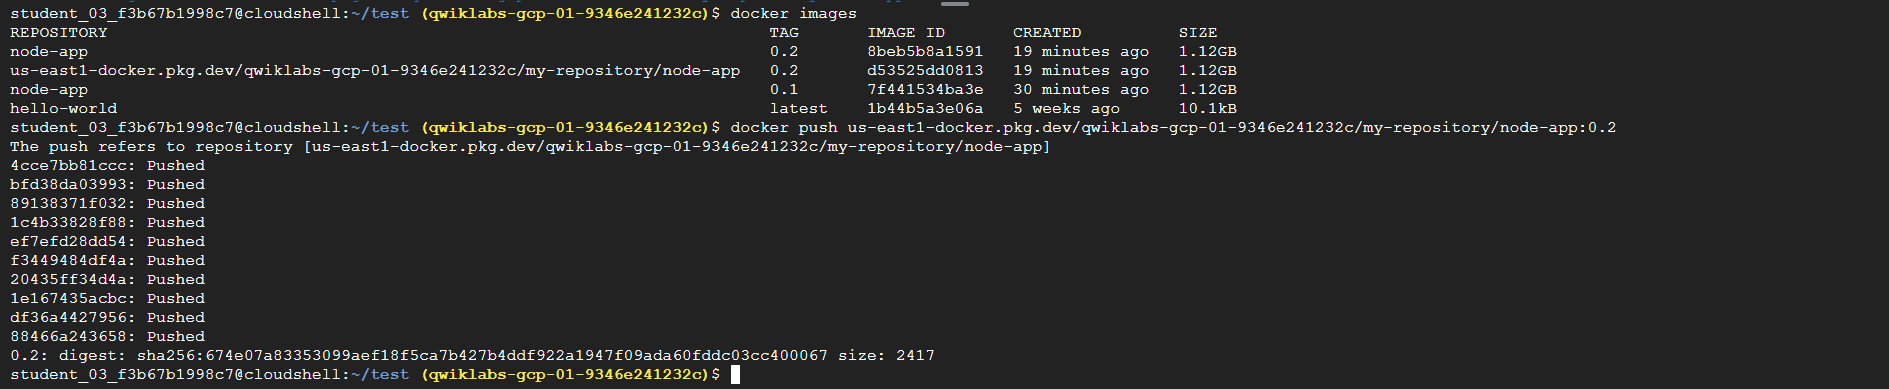 student_03_f3b67b1998c7@cloudshell:~/test (qwiklabs-gcp-01-9346e241232c)$ docker images
REPOSITORY TAG IMAGE ID CREATED SIZE
node-app 0.2 8beb5b8a1591 19 minutes ago 1.12GB
us-east1-docker.pkg.dev/qwiklabs-gcp-01-9346e241232c/my-repository/node-app 0.2 d53525dd0813 19 minutes ago 1.12GB
node-app 0.1 7f441534ba3e 30 minutes ago 1.12GB
hello-world latest 1b44b5a3e06a 5 weeks ago 10.1kB
student_03_f3b67b1998c7@cloudshell:~/test (qwiklabs-gcp-01-9346e241232c)$ docker push us-east1-docker.pkg.dev/qwiklabs-gcp-01-9346e241232c/my-repository/node-app:0.2
The push refers to repository [us-east1-docker.pkg.dev/qwiklabs-gcp-01-9346e241232c/my-repository/node-app]
4cce7bb81ccc: Pushed
bfd38da03993: Pushed
89138371f032: Pushed
1c4b33828f88: Pushed
ef7efd28dd54: Pushed
f3449484df4a: Pushed
20435ff34d4a: Pushed
1e167435acbc: Pushed
df36a4427956: Pushed
88466a243658: Pushed
0.2: digest: sha256:674e07a83353099aef18f5ca7b427b4ddf922a1947f09ada60fddc03cc400067 size: 2417
student_03_f3b67b1998c7@cloudshell:~/test (qwiklabs-gcp-01-9346e241232c)$